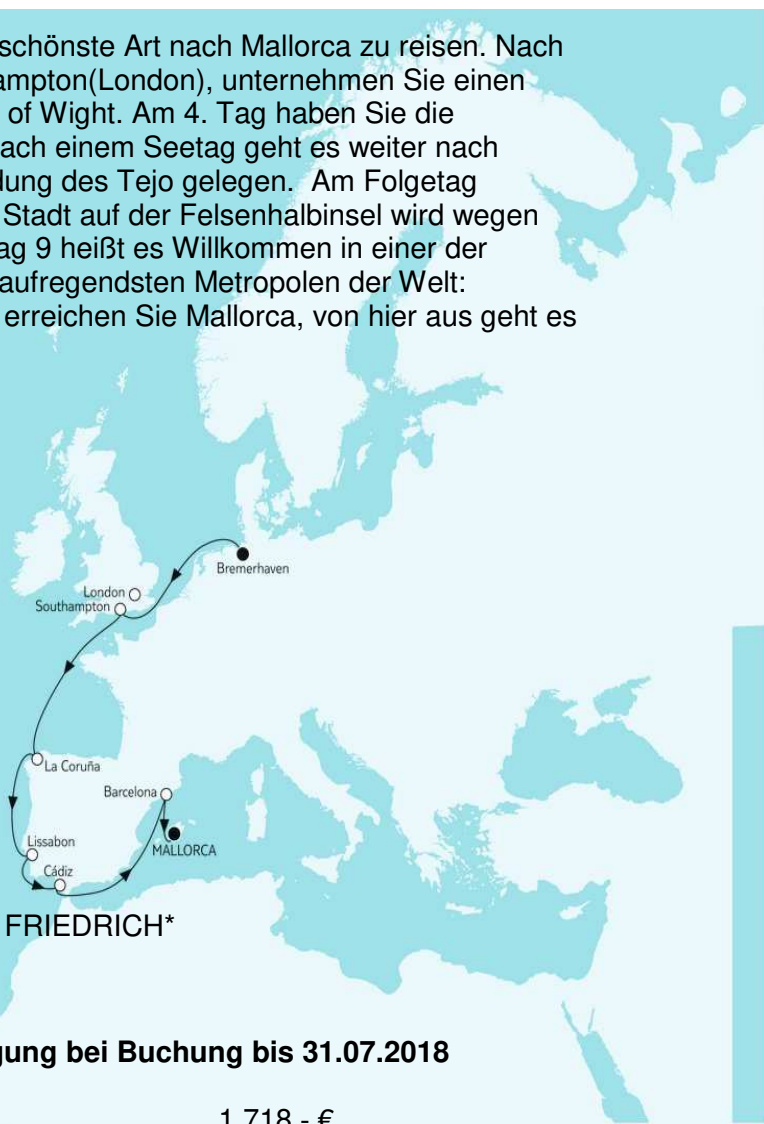 schönste Art nach Mallorca zu reisen. Nach
ampton(London), unternehmen Sie einen
of Wight. Am 4. Tag haben Sie die
ach einem Seetag geht es weiter nach
dung des Tejo gelegen. Am Folgetag
Stadt auf der Felsenhalbinsel wird wegen
ag 9 heißt es Willkommen in einer der
aufregendsten Metropolen der Welt:
erreichen Sie Mallorca, von hier aus geht es
Bremerhaven
London
Southampton
La Coruña
Barcelona
MALLORCA
Lissabon
Cádiz
FRIEDRICH*
gung bei Buchung bis 31.07.2018
1.718,- €